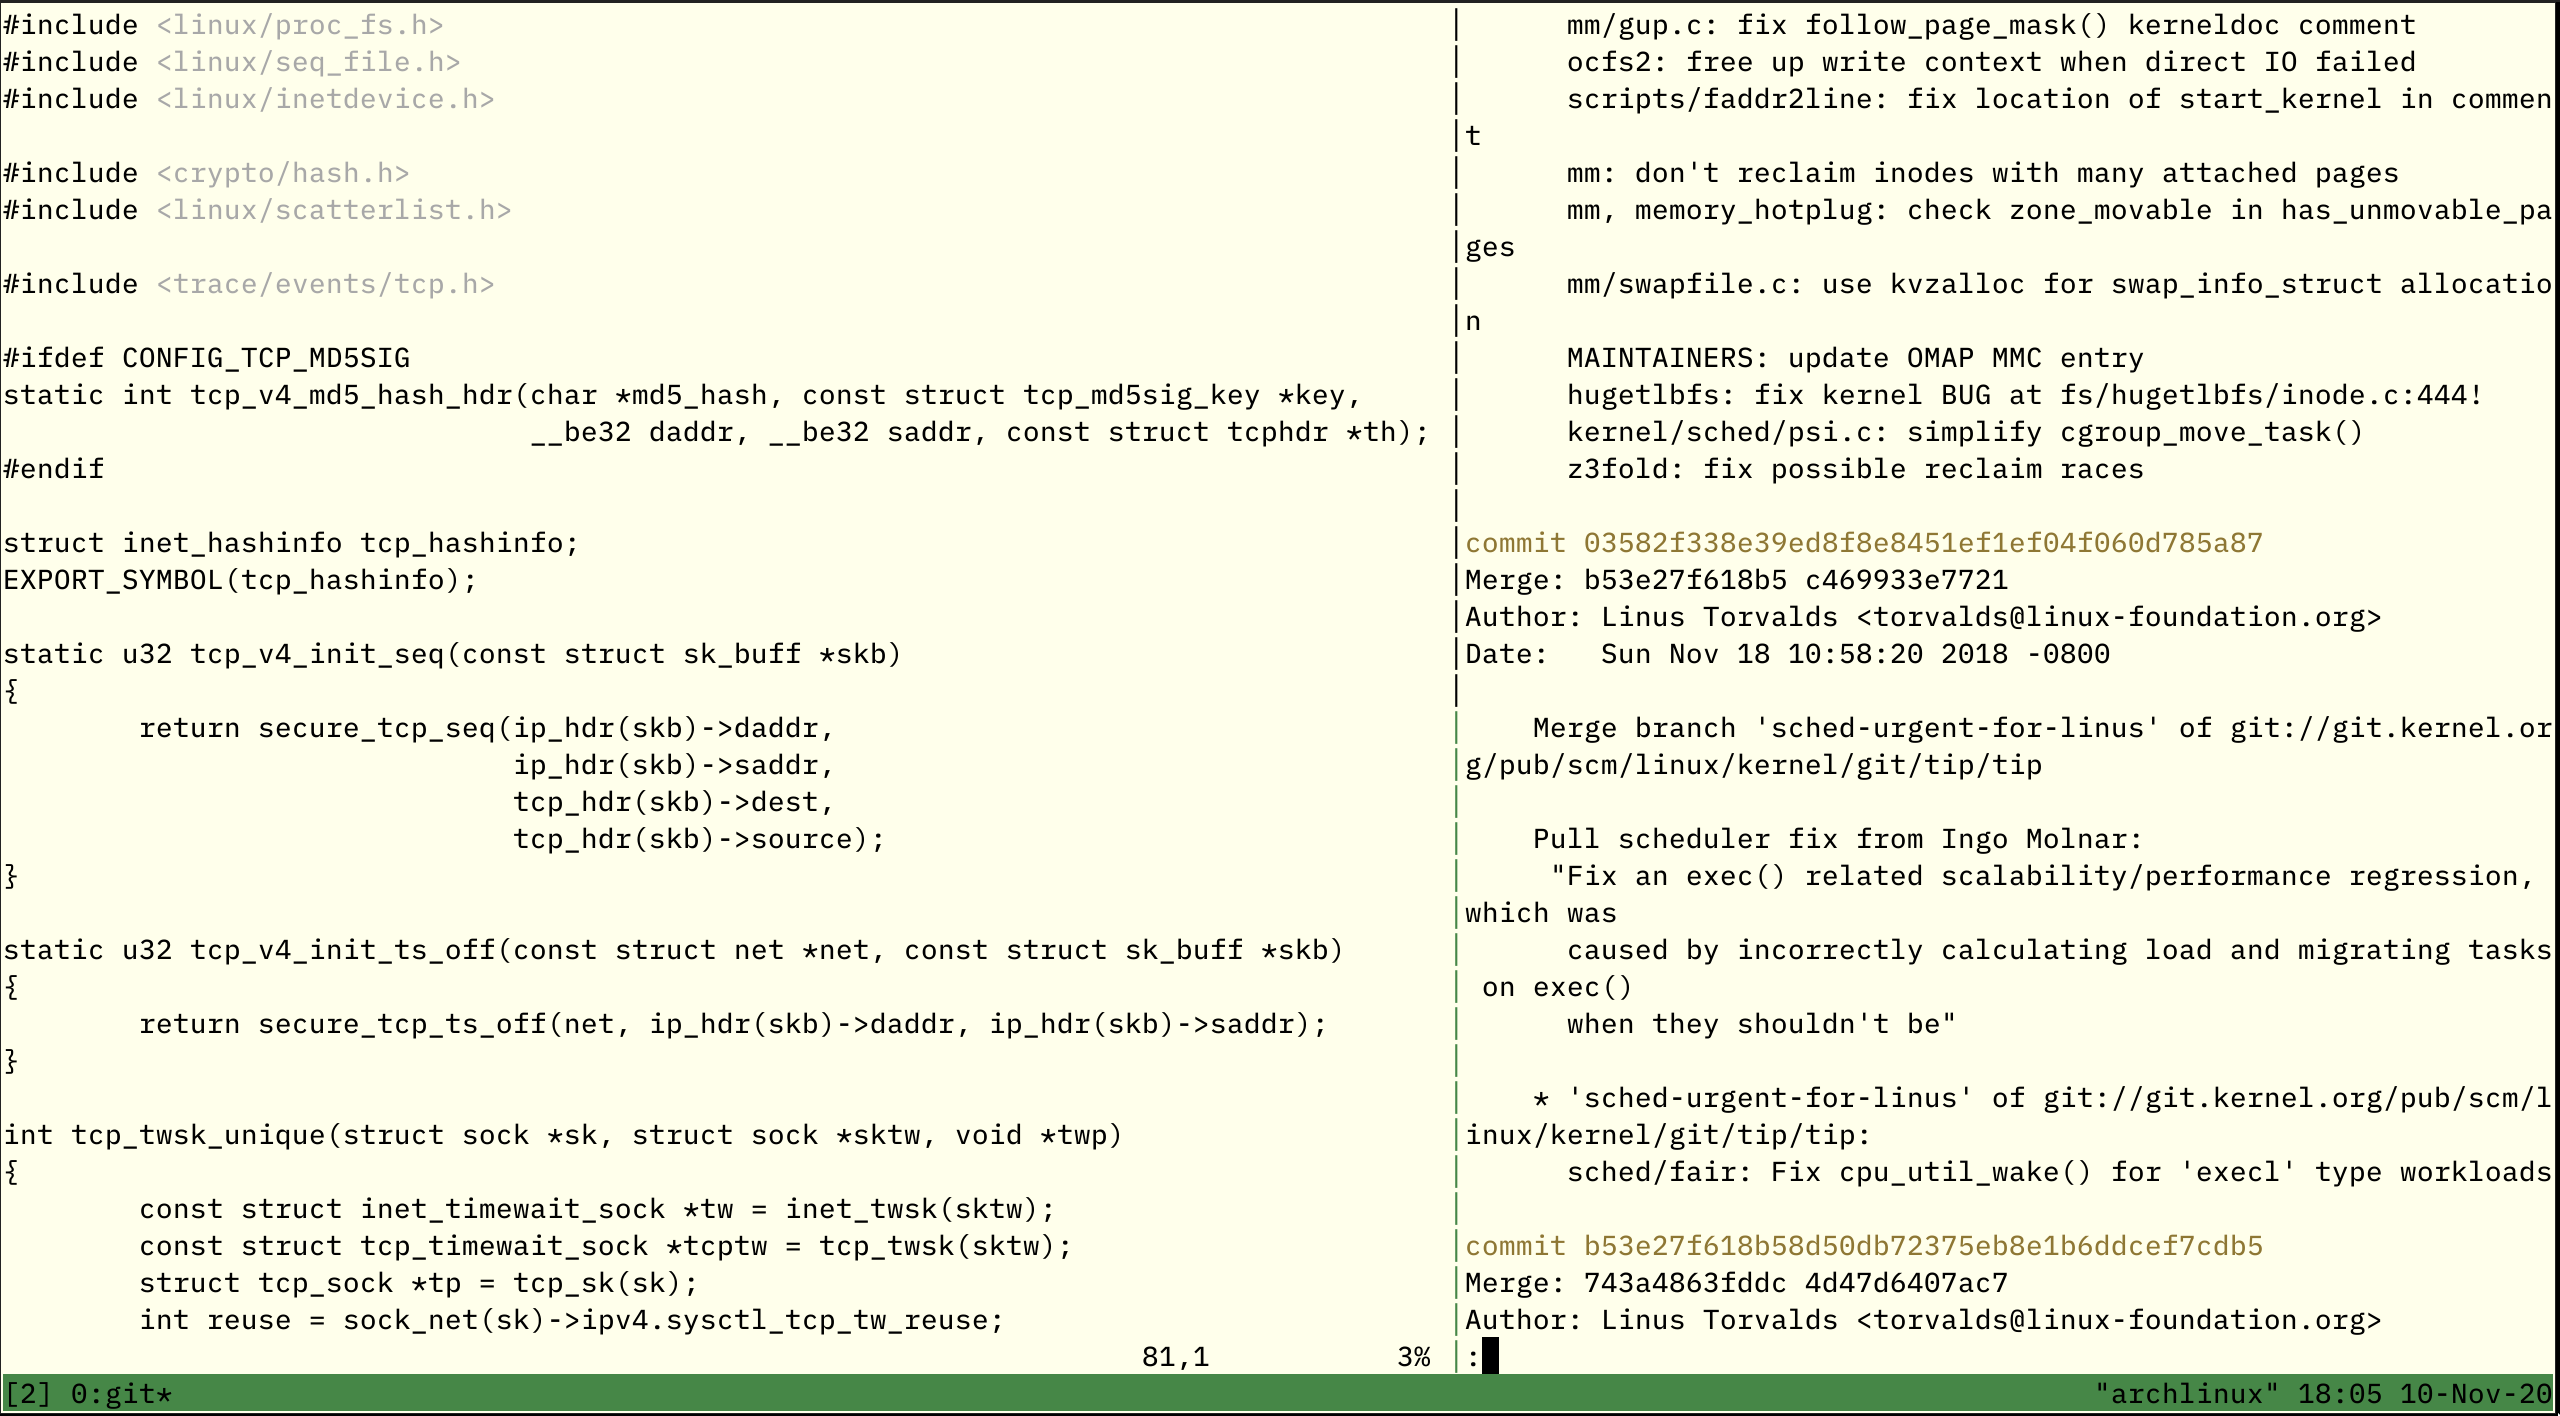 #include <linux/proc_fs.h>
#include <linux/seq_file.h>
#include <linux/inetdevice.h>

#include <crypto/hash.h>
#include <linux/scatterlist.h>

#include <trace/events/tcp.h>

#ifdef CONFIG_TCP_MD5SIG
static int tcp_v4_md5_hash_hdr(char *md5_hash, const struct tcp_md5sig_key *key,
                               __be32 daddr, __be32 saddr, const struct tcphdr *th);
#endif

struct inet_hashinfo tcp_hashinfo;
EXPORT_SYMBOL(tcp_hashinfo);

static u32 tcp_v4_init_seq(const struct sk_buff *skb)
{
        return secure_tcp_seq(ip_hdr(skb)->daddr,
                              ip_hdr(skb)->saddr,
                              tcp_hdr(skb)->dest,
                              tcp_hdr(skb)->source);
}

static u32 tcp_v4_init_ts_off(const struct net *net, const struct sk_buff *skb)
{
        return secure_tcp_ts_off(net, ip_hdr(skb)->daddr, ip_hdr(skb)->saddr);
}

int tcp_twsk_unique(struct sock *sk, struct sock *sktw, void *twp)
{
        const struct inet_timewait_sock *tw = inet_twsk(sktw);
        const struct tcp_timewait_sock *tcptw = tcp_twsk(sktw);
        struct tcp_sock *tp = tcp_sk(sk);
        int reuse = sock_net(sk)->ipv4.sysctl_tcp_tw_reuse;
81,1 3%
      mm/gup.c: fix follow_page_mask() kerneldoc comment
      ocfs2: free up write context when direct IO failed
      scripts/faddr2line: fix location of start_kernel in commen
t
      mm: don't reclaim inodes with many attached pages
      mm, memory_hotplug: check zone_movable in has_unmovable_pa
ges
      mm/swapfile.c: use kvzalloc for swap_info_struct allocatio
n
      MAINTAINERS: update OMAP MMC entry
      hugetlbfs: fix kernel BUG at fs/hugetlbfs/inode.c:444!
      kernel/sched/psi.c: simplify cgroup_move_task()
      z3fold: fix possible reclaim races

commit 03582f338e39ed8f8e8451ef1ef04f060d785a87
Merge: b53e27f618b5 c469933e7721
Author: Linus Torvalds <torvalds@linux-foundation.org>
Date:   Sun Nov 18 10:58:20 2018 -0800

    Merge branch 'sched-urgent-for-linus' of git://git.kernel.or
g/pub/scm/linux/kernel/git/tip/tip

    Pull scheduler fix from Ingo Molnar:
     "Fix an exec() related scalability/performance regression,
which was
      caused by incorrectly calculating load and migrating tasks
 on exec()
      when they shouldn't be"

    * 'sched-urgent-for-linus' of git://git.kernel.org/pub/scm/l
inux/kernel/git/tip/tip:
      sched/fair: Fix cpu_util_wake() for 'execl' type workloads

commit b53e27f618b58d50db72375eb8e1b6ddcef7cdb5
Merge: 743a4863fddc 4d47d6407ac7
Author: Linus Torvalds <torvalds@linux-foundation.org>
:
[2] 0:git* "archlinux" 18:05 10-Nov-20